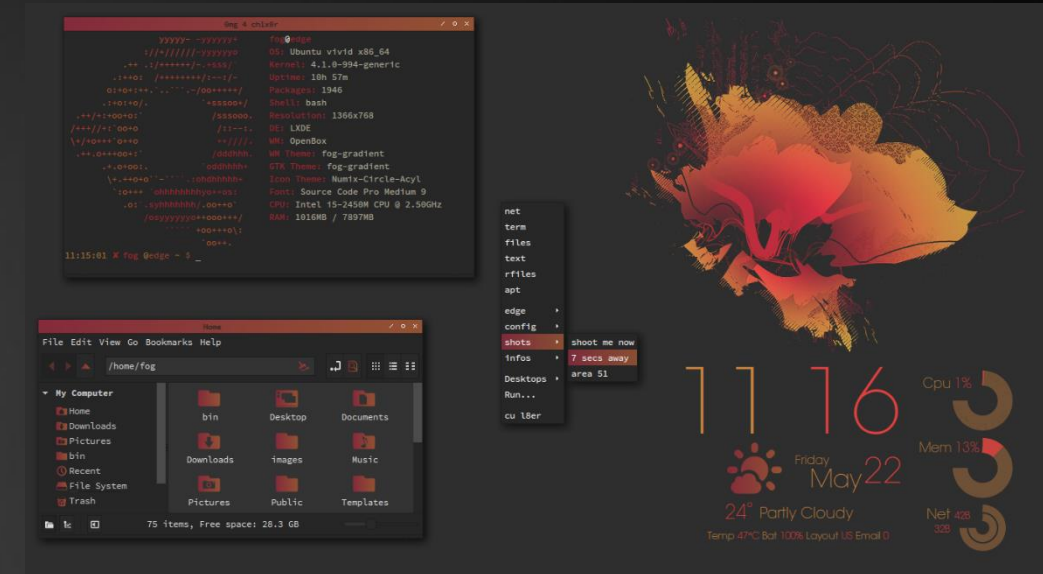 0mg 4 chlx0r
fog@edge
OS: Ubuntu vivid x86_64
Kernel: 4.1.0-994-generic
Uptime: 10h 57m
Packages: 1946
Shell: bash
Resolution: 1366x768
DE: LXDE
WM: OpenBox
WM Theme: fog-gradient
GTK Theme: fog-gradient
Icon Theme: Numix-Circle-Acyl
Font: Source Code Pro Medium 9
CPU: Intel i5-2450M CPU @ 2.50GHz
RAM: 1016MB / 7897MB
11:15:01 fog @edge ~ _
Home
File Edit View Go Bookmarks Help
/home/fog
My Computer
Home
Downloads
Pictures
bin
Recent
File System
Trash
bin Desktop Documents
Downloads images Music
Pictures Public Templates
75 items, Free space: 28.3 GB
net
term
files
text
rfiles
apt
edge
config
shots
infos
Desktops
Run...
cu l8er
shoot me now
7 secs away
area 51
11 16
Friday
May 22
24° Partly Cloudy
Temp 47°C Bat 100% Layout US Email 0
Cpu 1%
Mem 13%
Net 42B
32B